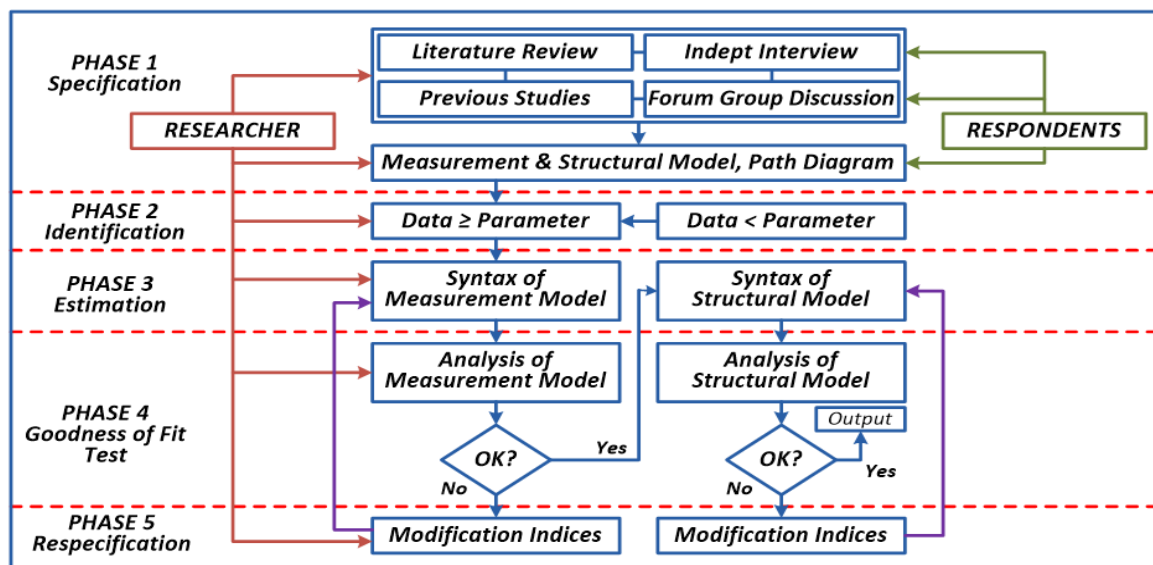 PHASE 1
Specification
Literature Review
Indept Interview
Previous Studies
Forum Group Discussion
RESEARCHER
RESPONDENTS
Measurement & Structural Model, Path Diagram
PHASE 2
Identification
Data ≥ Parameter
Data < Parameter
PHASE 3
Estimation
Syntax of
Measurement Model
Syntax of
Structural Model
PHASE 4
Goodness of Fit
Test
Analysis of
Measurement Model
Analysis of
Structural Model
Output
OK?
Yes
No
OK?
Yes
No
PHASE 5
Respecification
Modification Indices
Modification Indices